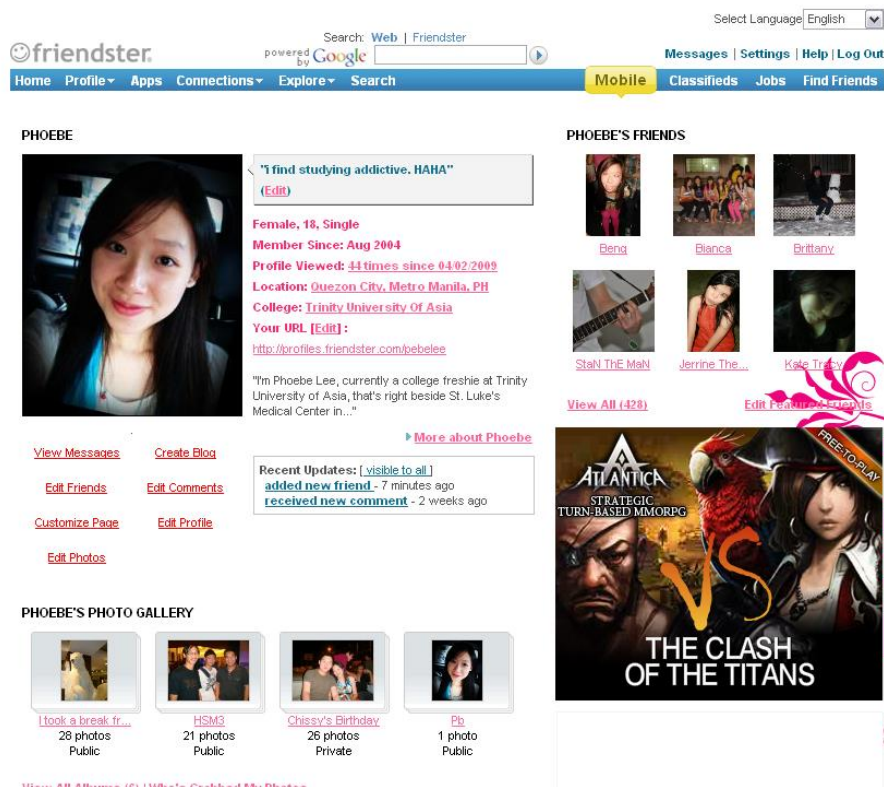 Select Language English
Search: Web | Friendster
friendster.
powered by Google
Messages | Settings | Help | Log Out
Home Profile Apps Connections Explore Search Mobile Classifieds Jobs Find Friends
PHOEBE
"i find studying addictive. HAHA"
(Edit)
Female, 18, Single
Member Since: Aug 2004
Profile Viewed: 44 times since 04/02/2009
Location: Quezon City, Metro Manila, PH
College: Trinity University Of Asia
Your URL [Edit] :
http://profiles.friendster.com/pebelee
"I'm Phoebe Lee, currently a college freshie at Trinity
University of Asia, that's right beside St. Luke's
Medical Center in..."
More about Phoebe
Recent Updates: [ visible to all ]
added new friend - 7 minutes ago
received new comment - 2 weeks ago
View Messages Create Blog
Edit Friends Edit Comments
Customize Page Edit Profile
Edit Photos
PHOEBE'S PHOTO GALLERY
I took a break fr...
28 photos
Public
HSM3
21 photos
Public
Chissy's Birthday
26 photos
Private
Pb
1 photo
Public
View All Albums (6) | Who's Grabbed My Photos
PHOEBE'S FRIENDS
Benq Bianca Brittany
StaN ThE MaN Jerrine The... Kate Tracy
View All (428) Edit Featured Friends
FREE-TO-PLAY
ATLANTICA
STRATEGIC
TURN-BASED MMORPG
VS
THE CLASH
OF THE TITANS